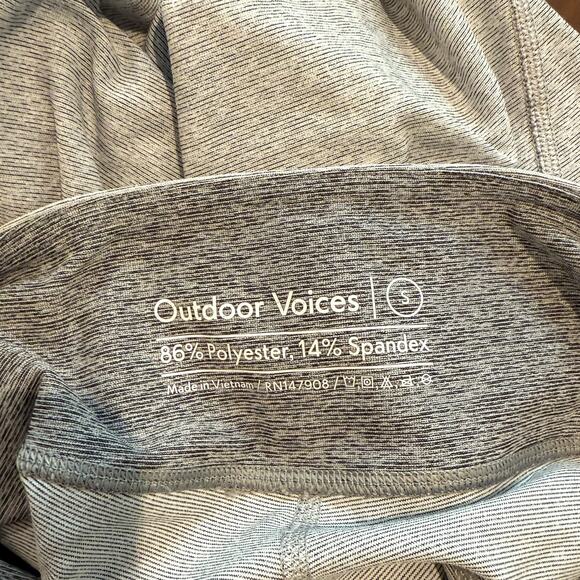 Outdoor Voices | S
86% Polyester, 14% Spandex
Made in Vietnam / RN147908 /